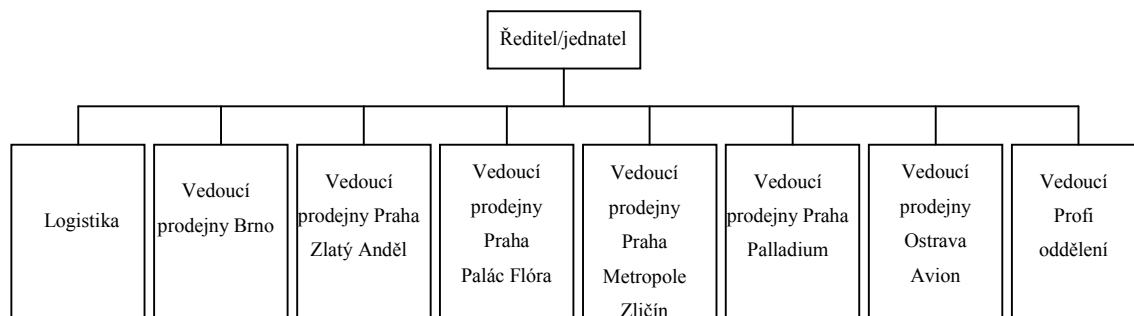 Ředitel/jednatel
Logistika
Vedoucí
prodejny Brno
Vedoucí
prodejny Praha
Zlatý Anděl
Vedoucí
prodejny
Praha
Palác Flóra
Vedoucí
prodejny
Praha
Metropole
Zličín
Vedoucí
prodejny Praha
Palladium
Vedoucí
prodejny
Ostrava
Avion
Vedoucí
Profi
oddělení